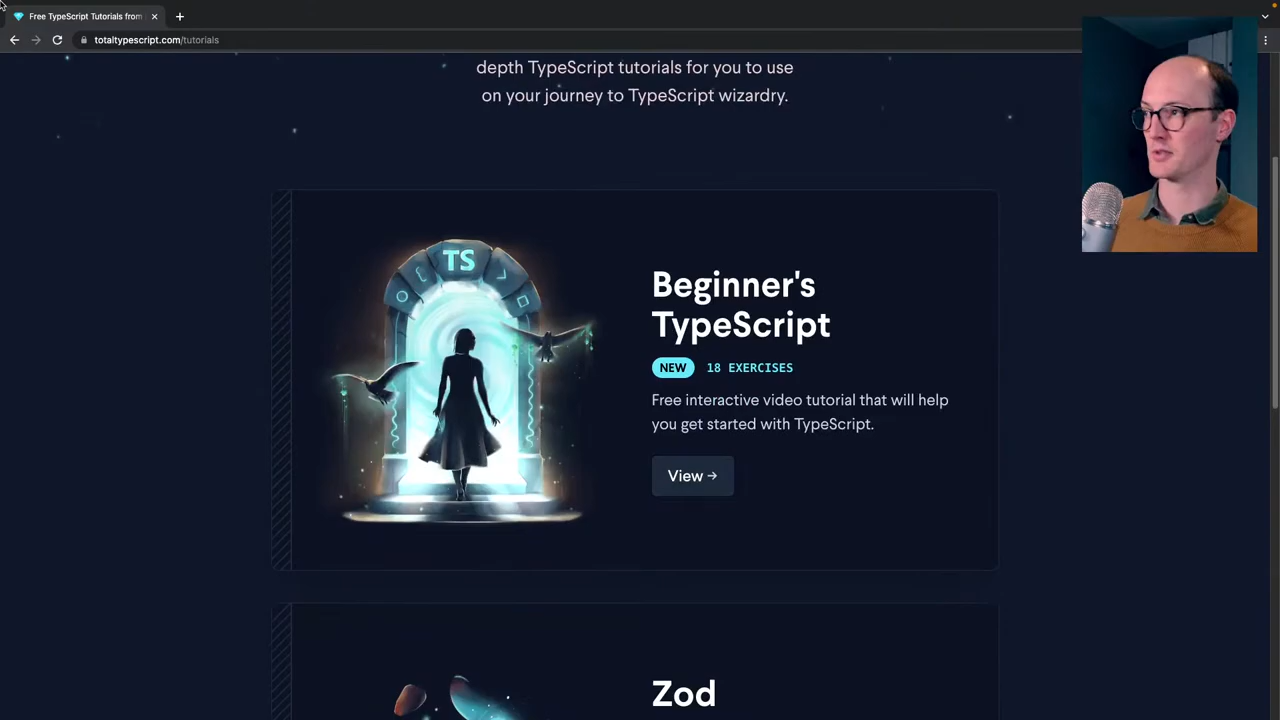 Free TypeScript Tutorials from
totaltypescript.com/tutorials
depth TypeScript tutorials for you to use
on your journey to TypeScript wizardry.
TS
Beginner's
TypeScript
NEW 18 EXERCISES
Free interactive video tutorial that will help
you get started with TypeScript.
View →
Zod